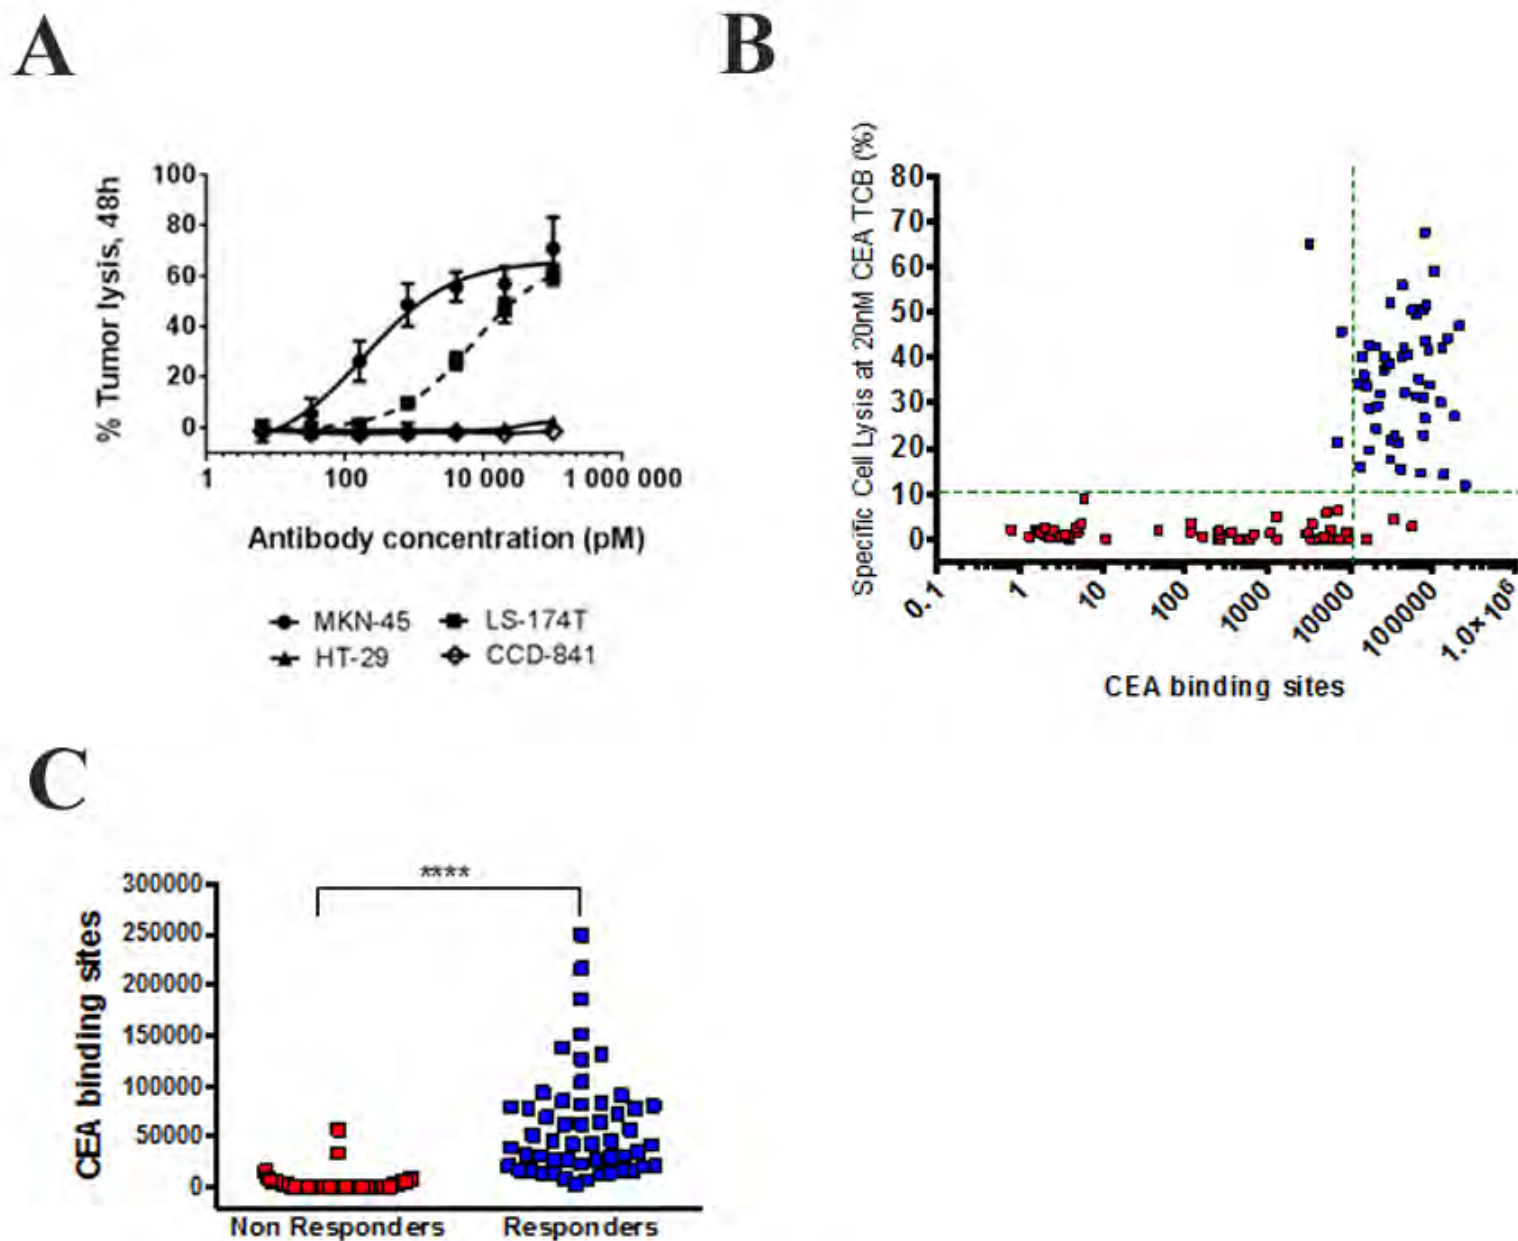 A
% Tumor lysis, 48h
100
80
60
40
20
0
1
100
10 000
1 000 000
Antibody concentration (pM)
MKN-45
LS-174T
HT-29
CCD-841
B
Specific Cell Lysis at 20nM CEA TCB (%)
80
70
60
50
40
30
20
10
0
0.1
1
10
100
1000
10000
100000
1.0×10⁶
CEA binding sites
C
CEA binding sites
300000
250000
200000
150000
100000
50000
0
****
Non Responders
Responders